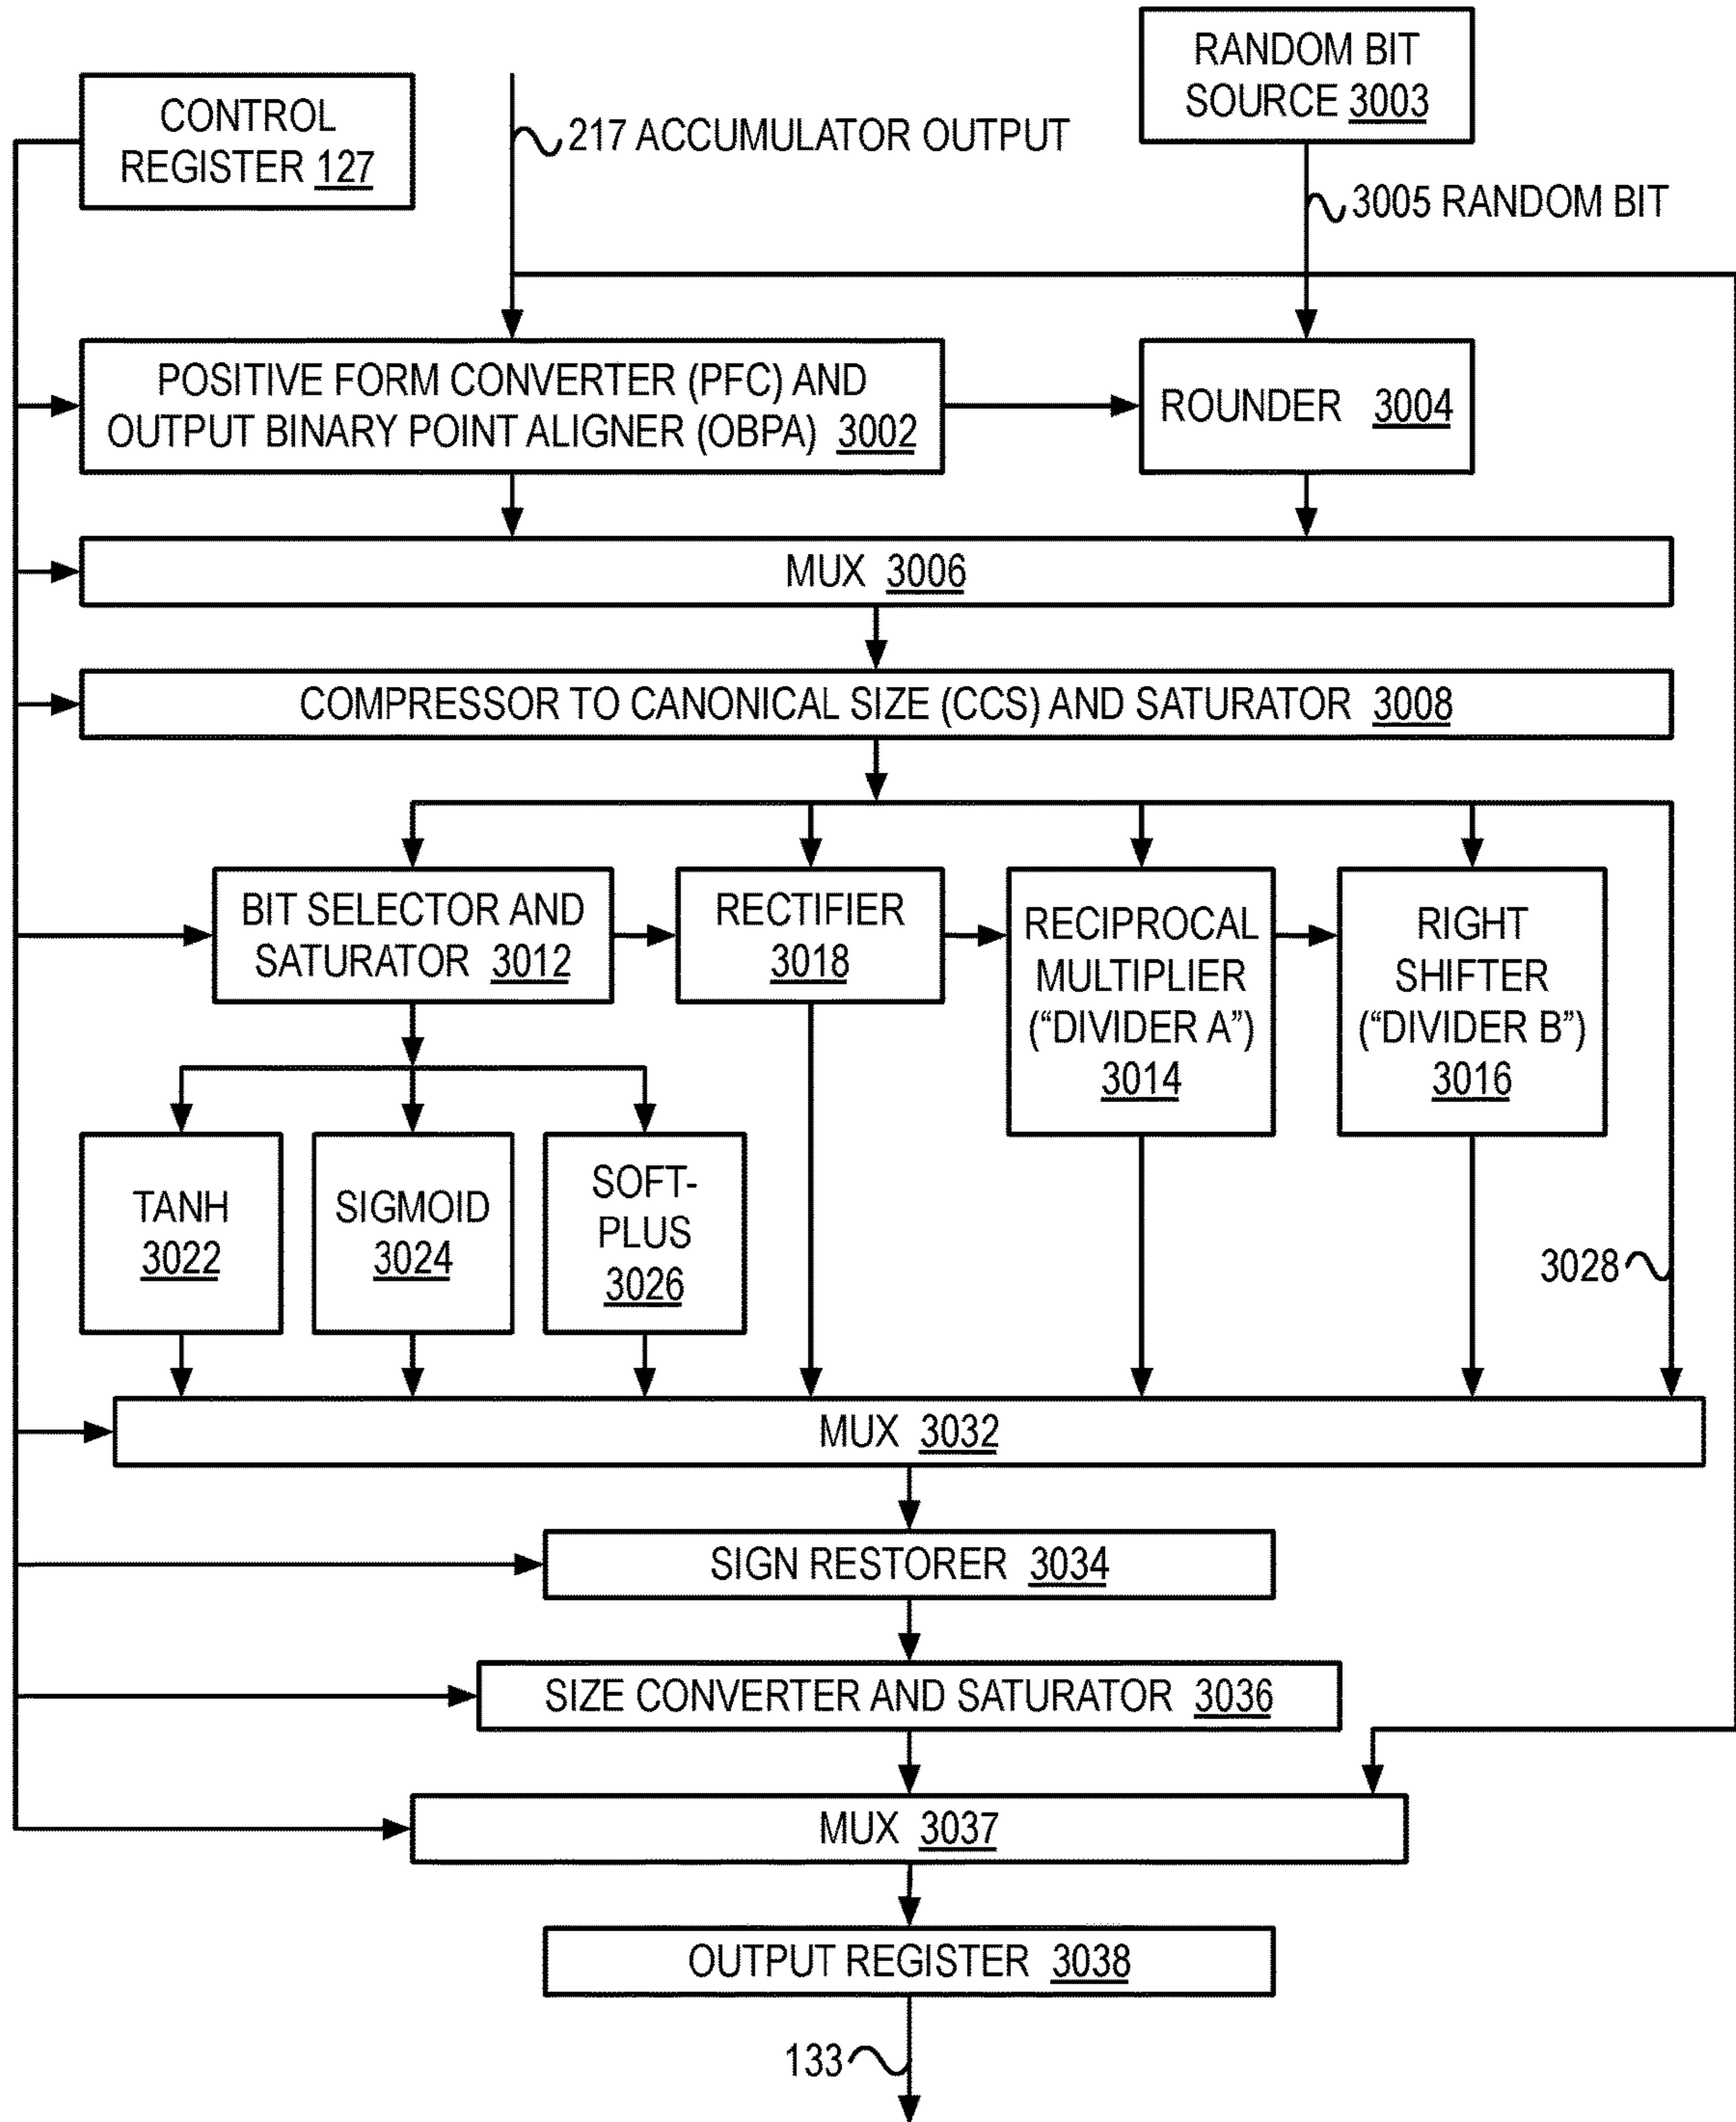 RANDOM BIT
SOURCE 3003
CONTROL
REGISTER 127
217 ACCUMULATOR OUTPUT
3005 RANDOM BIT
POSITIVE FORM CONVERTER (PFC) AND
OUTPUT BINARY POINT ALIGNER (OBPA) 3002
ROUNDER 3004
MUX 3006
COMPRESSOR TO CANONICAL SIZE (CCS) AND SATURATOR 3008
BIT SELECTOR AND
SATURATOR 3012
RECTIFIER
3018
RECIPROCAL
MULTIPLIER
("DIVIDER A")
3014
RIGHT
SHIFTER
("DIVIDER B")
3016
TANH
3022
SIGMOID
3024
SOFT-
PLUS
3026
3028
MUX 3032
SIGN RESTORER 3034
SIZE CONVERTER AND SATURATOR 3036
MUX 3037
OUTPUT REGISTER 3038
133